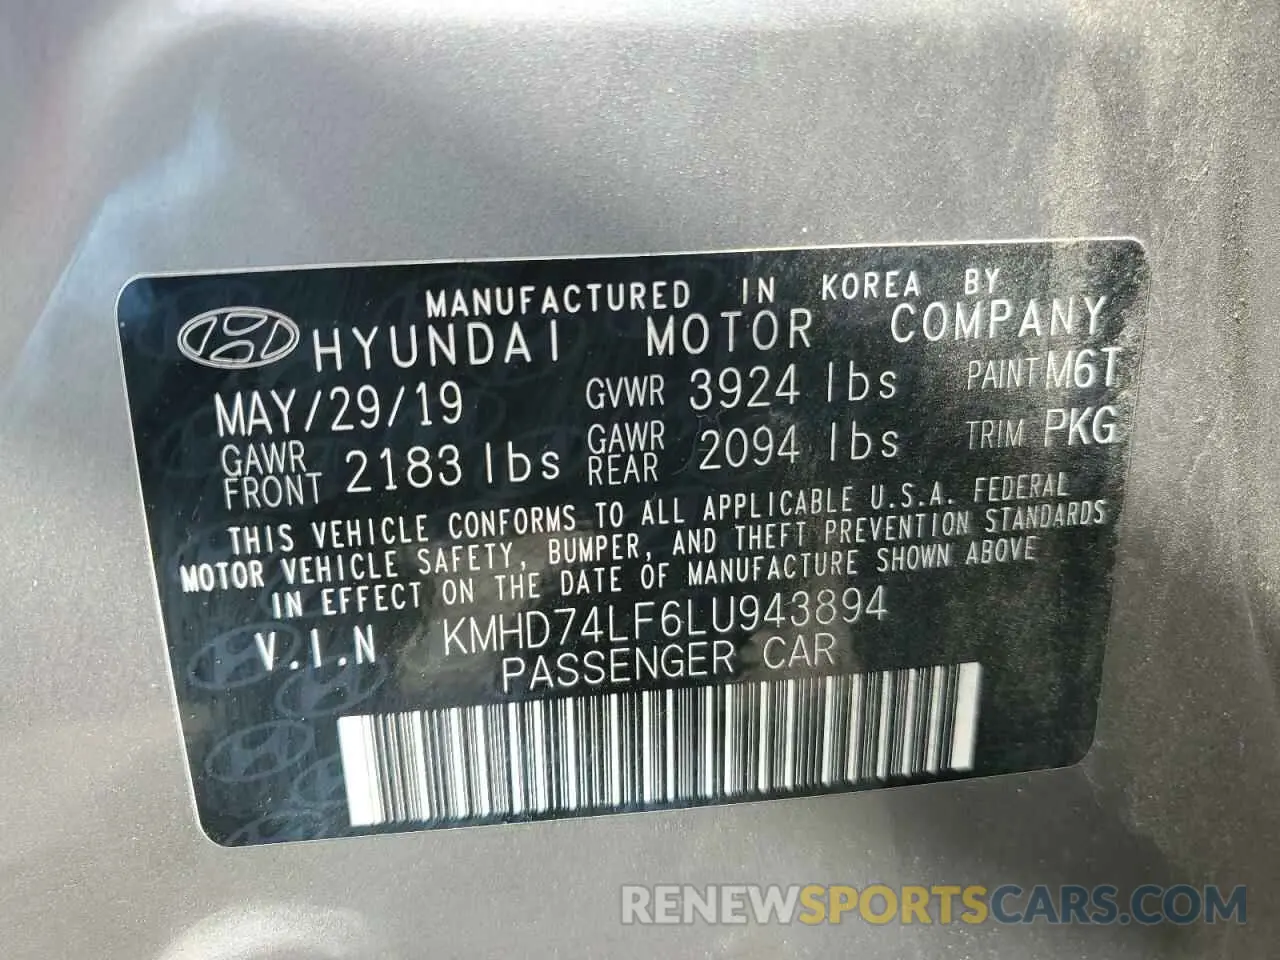 MANUFACTURED IN KOREA BY
HYUNDAI MOTOR COMPANY
MAY/29/19 GVWR 3924 lbs PAINT M6T
GAWR FRONT 2183 lbs GAWR REAR 2094 lbs TRIM PKG
THIS VEHICLE CONFORMS TO ALL APPLICABLE U.S.A. FEDERAL
MOTOR VEHICLE SAFETY, BUMPER, AND THEFT PREVENTION STANDARDS
IN EFFECT ON THE DATE OF MANUFACTURE SHOWN ABOVE
V.I.N KMHD74LF6LU943894
PASSENGER CAR
RENEWSPORTSCARS.COM